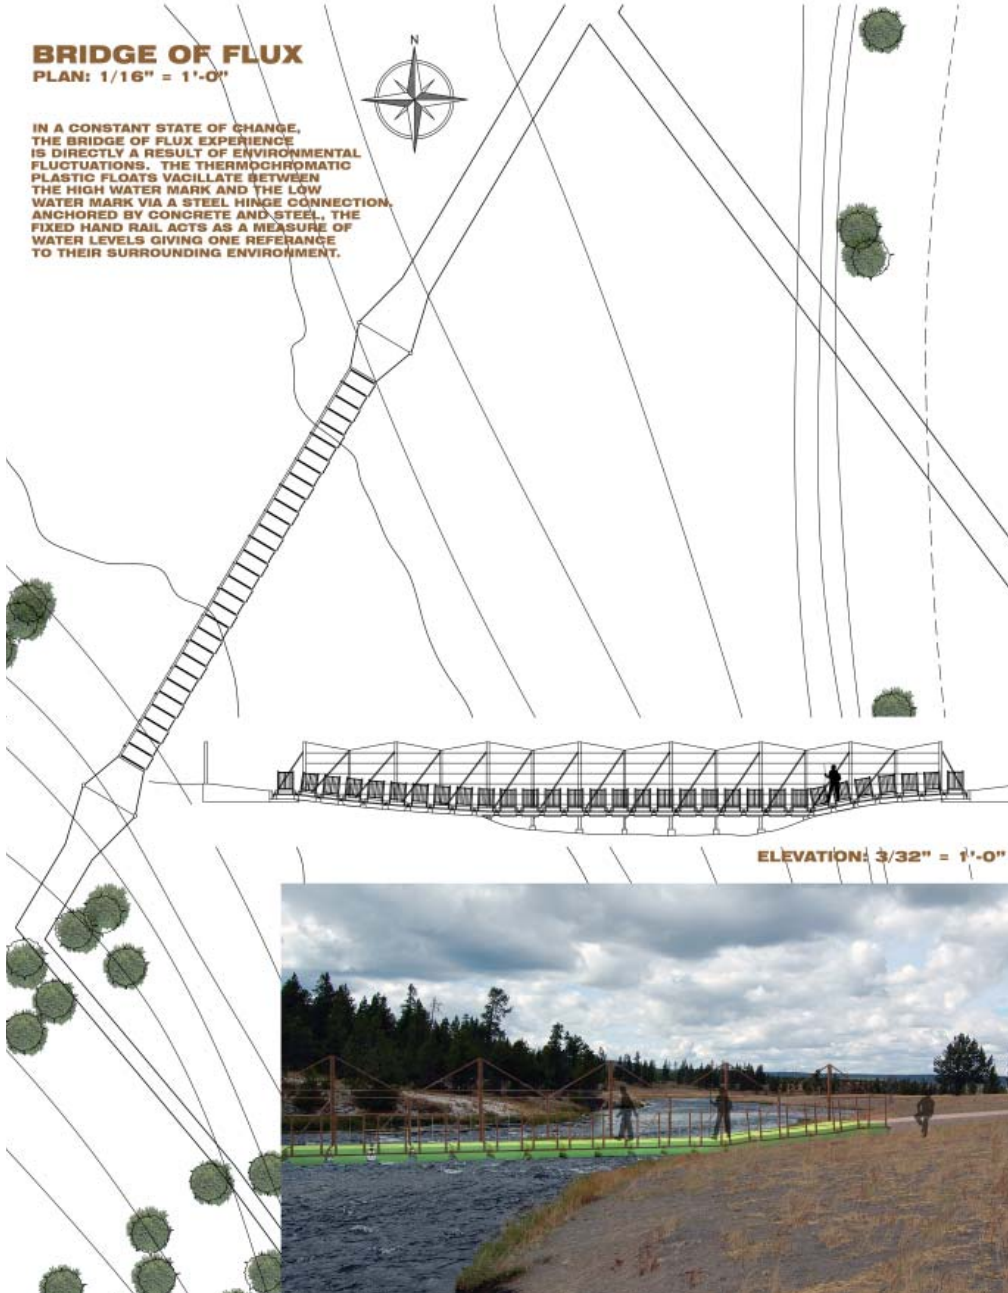 BRIDGE OF FLUX
PLAN: 1/16” = 1’-0”
N
IN A CONSTANT STATE OF CHANGE,
THE BRIDGE OF FLUX EXPERIENCE
IS DIRECTLY A RESULT OF ENVIRONMENTAL
FLUCTUATIONS. THE THERMOCHROMATIC
PLASTIC FLOATS VACILLATE BETWEEN
THE HIGH WATER MARK AND THE LOW
WATER MARK VIA A STEEL HINGE CONNECTION.
ANCHORED BY CONCRETE AND STEEL, THE
FIXED HAND RAIL ACTS AS A MEASURE OF
WATER LEVELS GIVING ONE REFERANCE
TO THEIR SURROUNDING ENVIRONMENT.
ELEVATION: 3/32” = 1’-0”